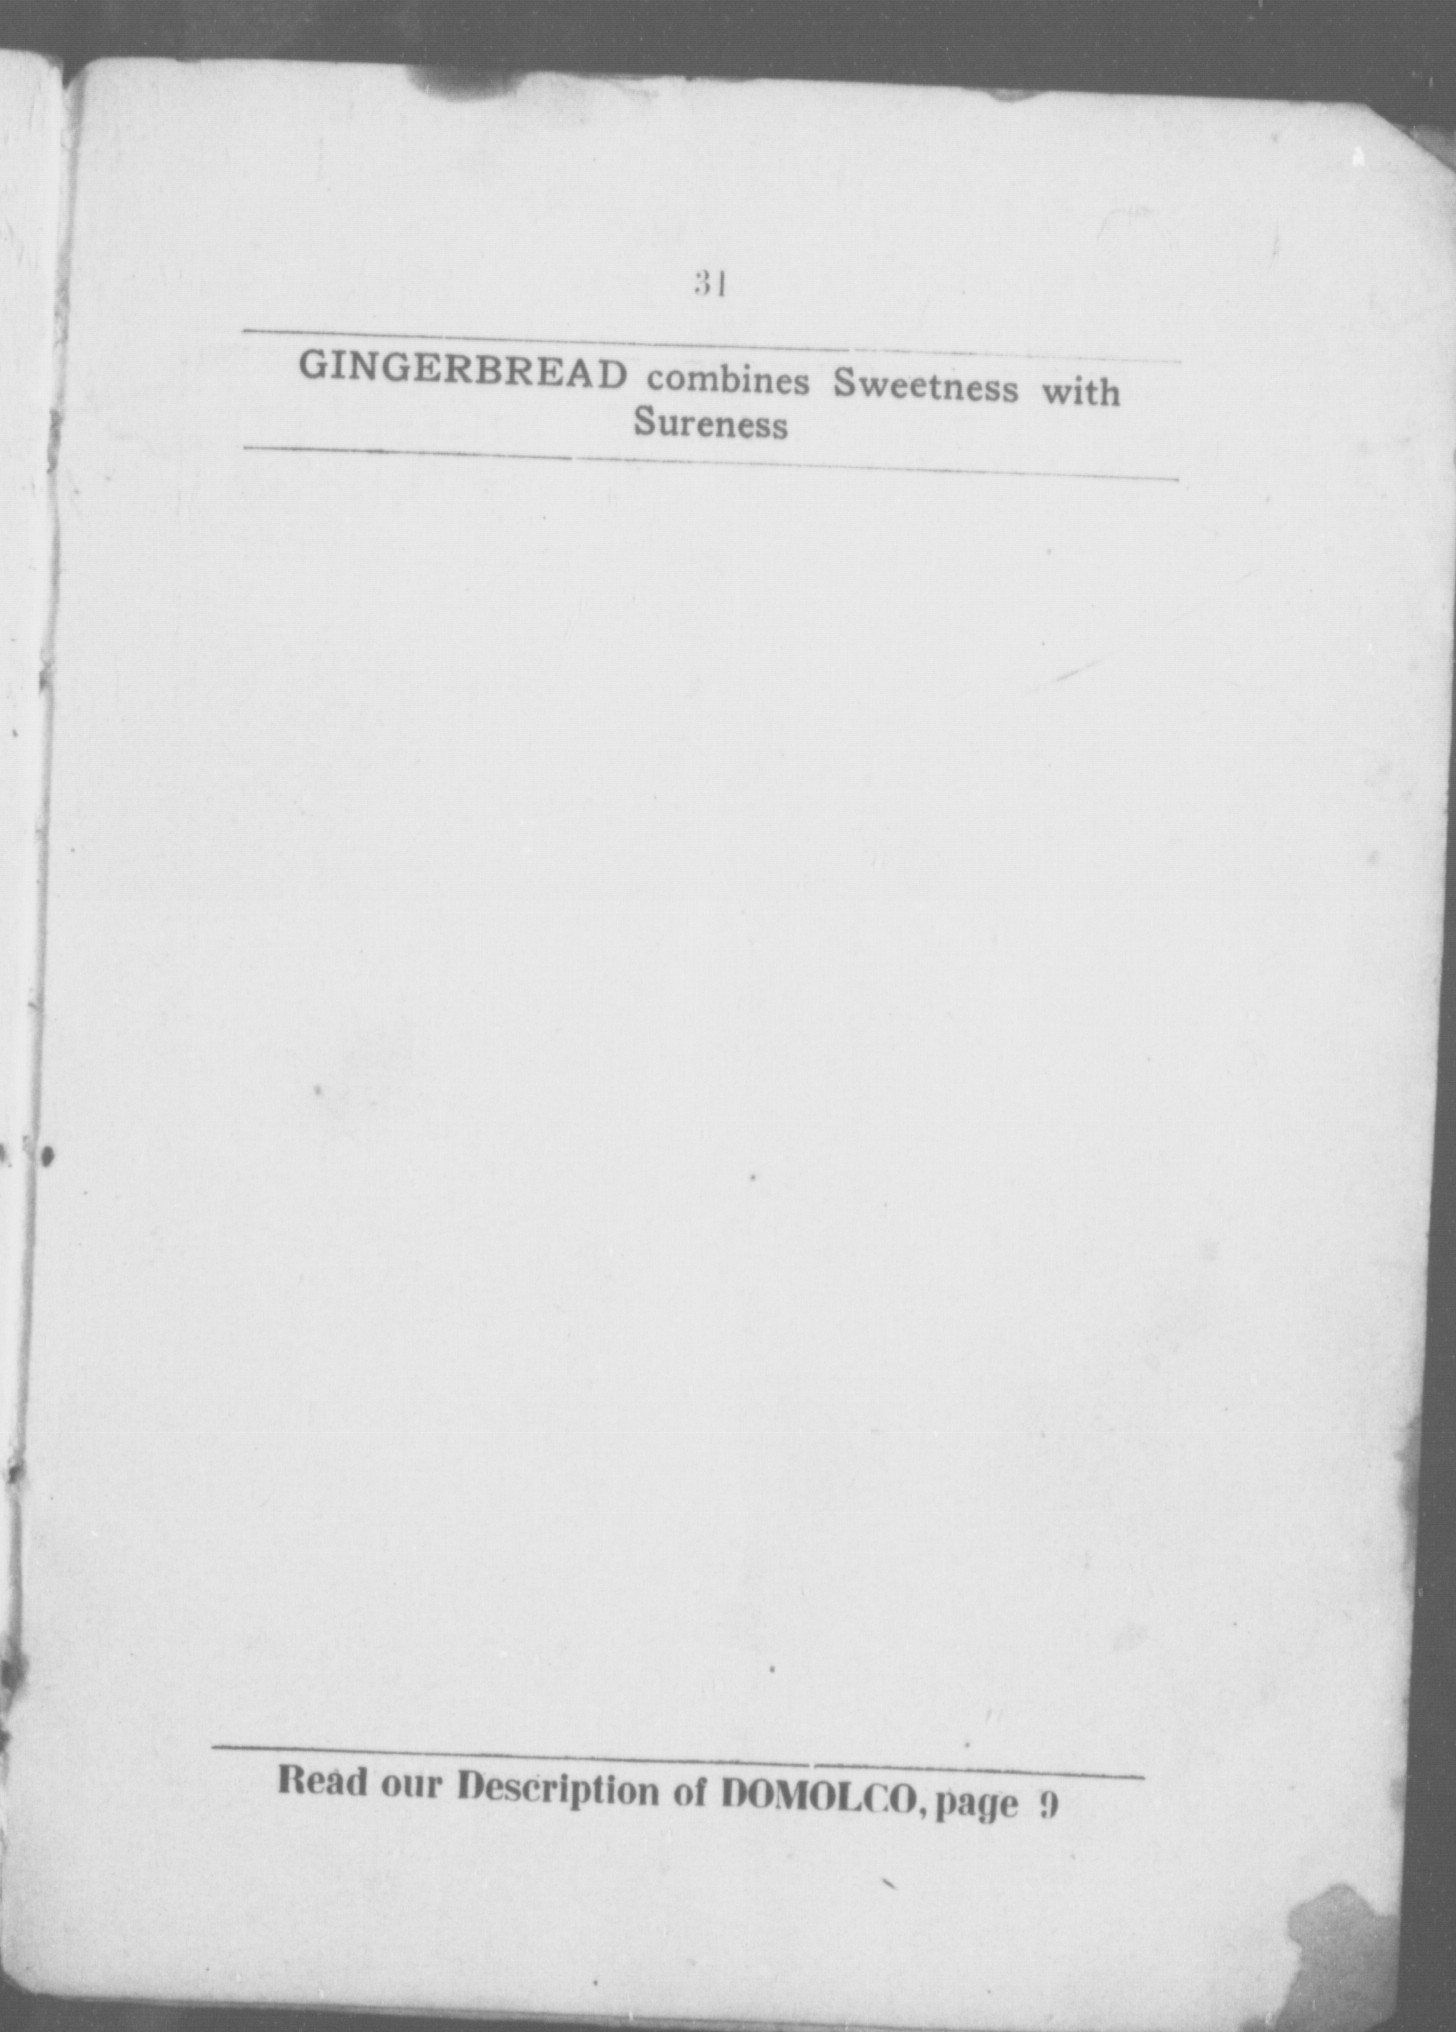 31
GINGERBREAD combines Sweetness with
Sureness
Read our Description of DOMOLCO, page 9